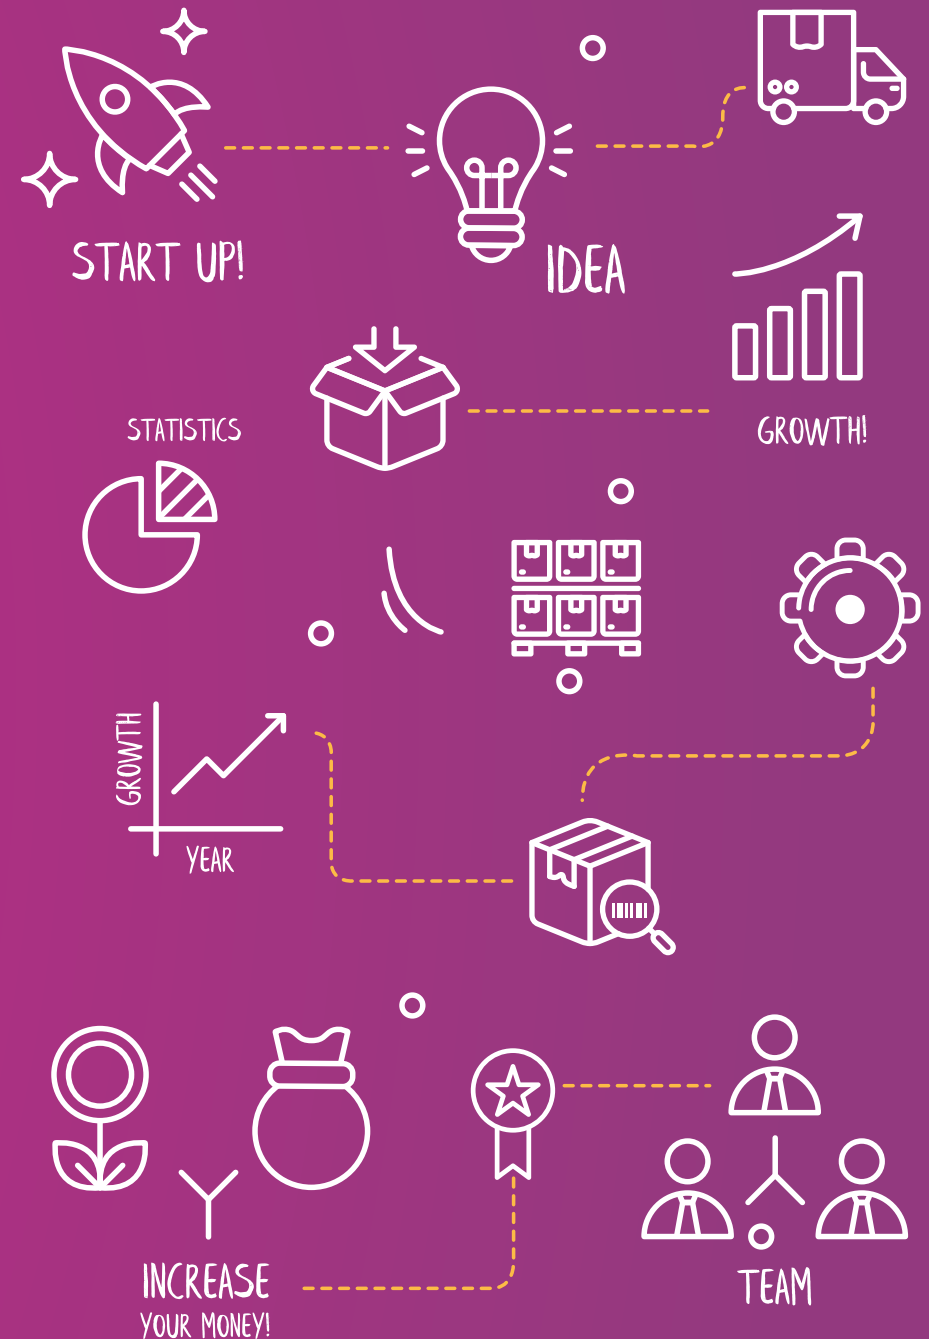 START UP!
IDEA
STATISTICS
GROWTH!
GROWTH
YEAR
INCREASE
YOUR MONEY!
TEAM